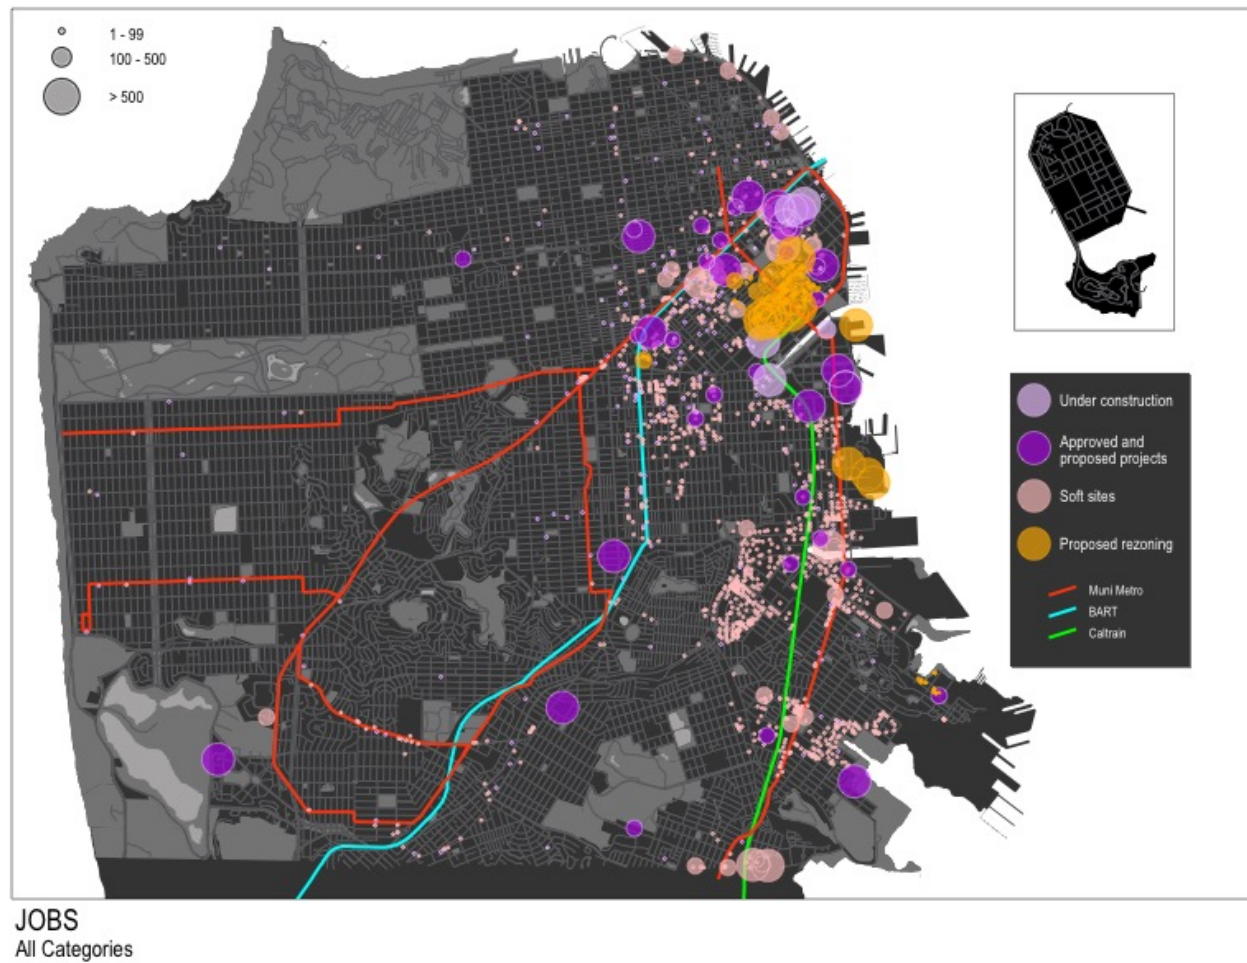 1 - 99
100 - 500
> 500
Under construction
Approved and
proposed projects
Soft sites
Proposed rezoning
Muni Metro
BART
Caltrain
JOBS
All Categories